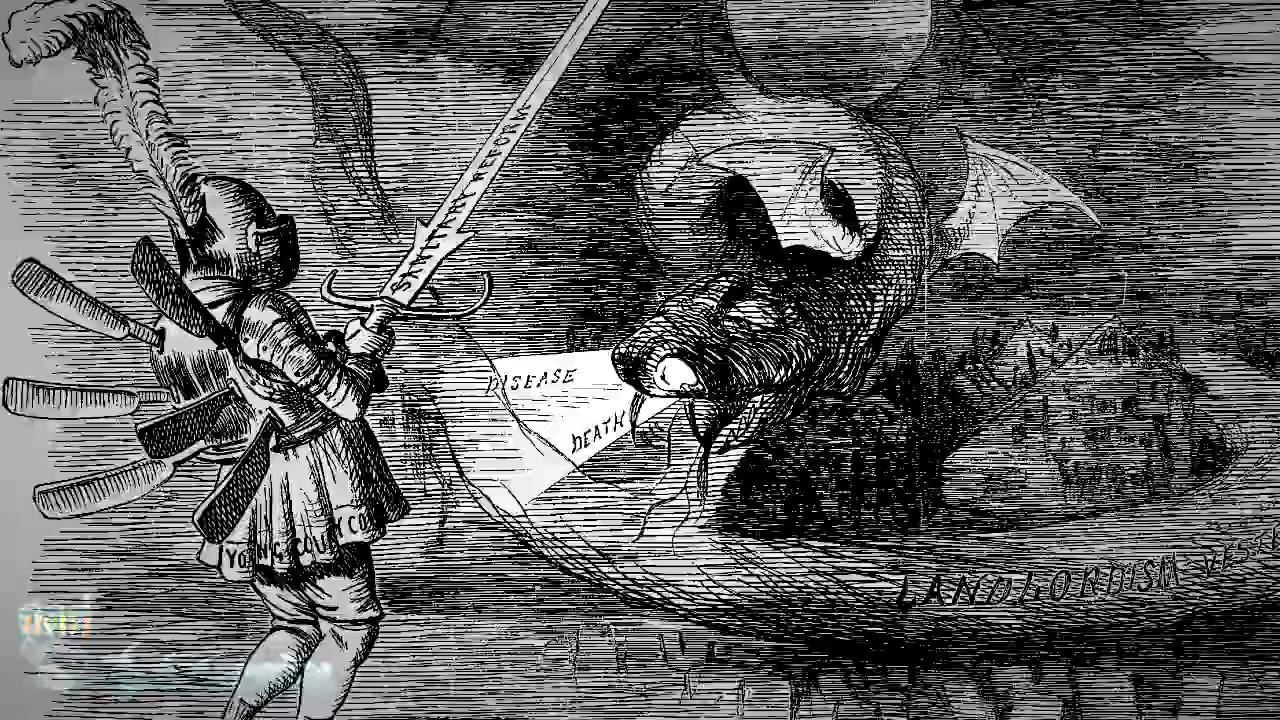 SANITARY REFORM
DISEASE
DEATH
YOUNG COUNTY CO
LANDLORDISM